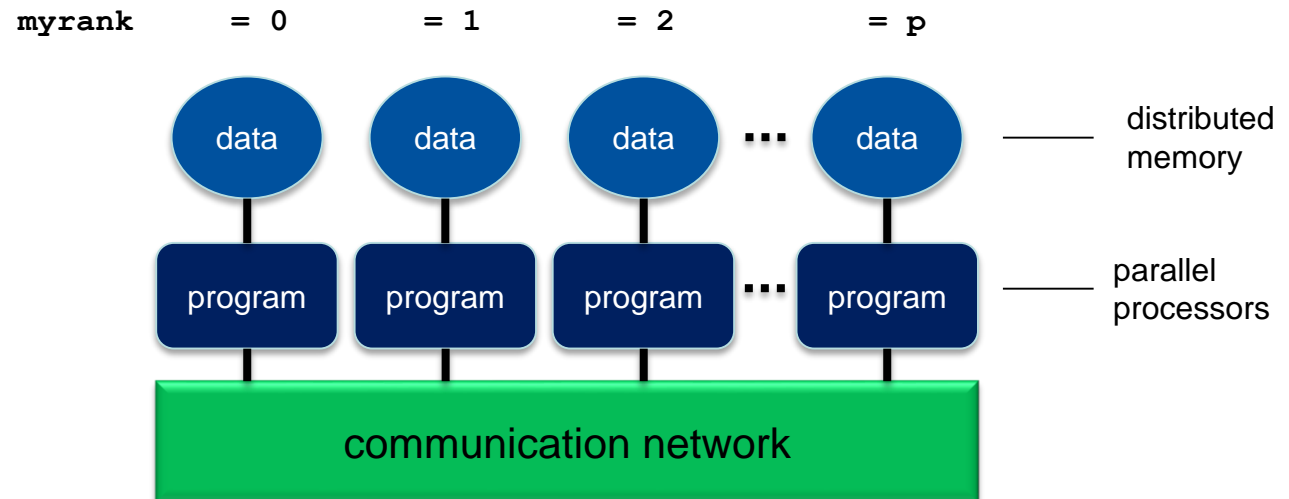 myrank = 0 = 1 = 2 = p
data data data ... data
distributed
memory
program program program ... program
parallel
processors
communication network